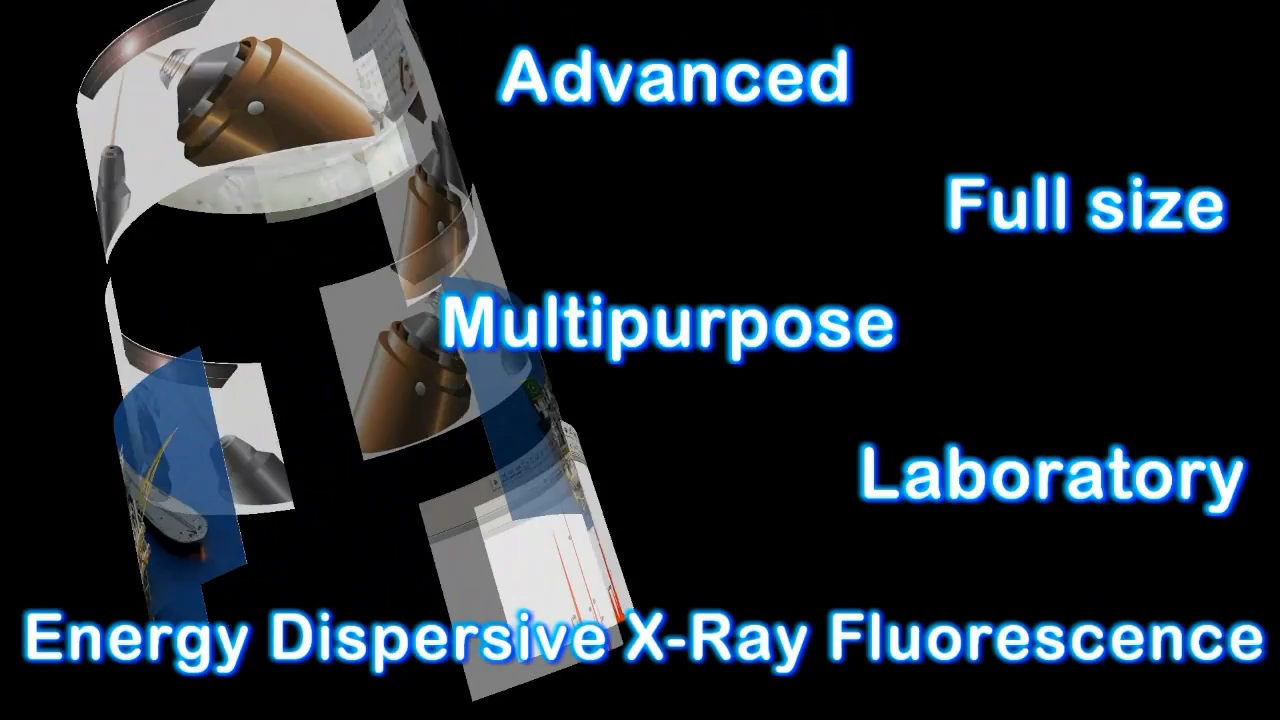 Advanced
Full size
Multipurpose
Laboratory
Energy Dispersive X-Ray Fluorescence